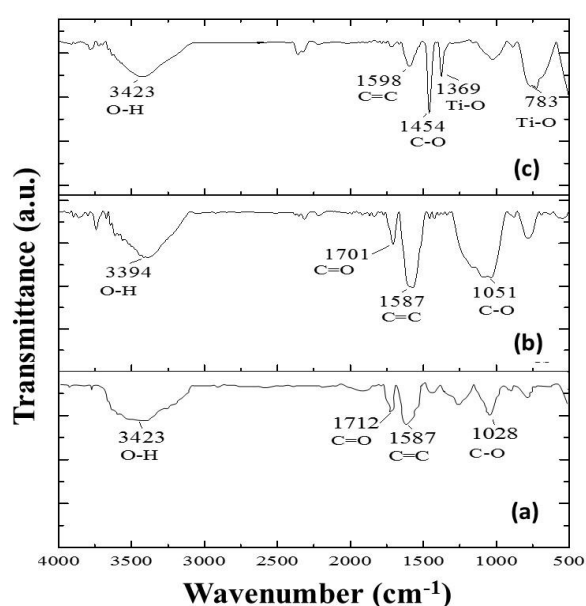 3423
O-H
1598
C=C
1454
C-O
1369
Ti-O
783
Ti-O
(c)
3394
O-H
1701
C=O
1587
C=C
1051
C-O
(b)
3423
O-H
1712
C=O
1587
C=C
1028
C-O
(a)
4000 3500 3000 2500 2000 1500 1000 500
Wavenumber (cm⁻¹)
Transmittance (a.u.)